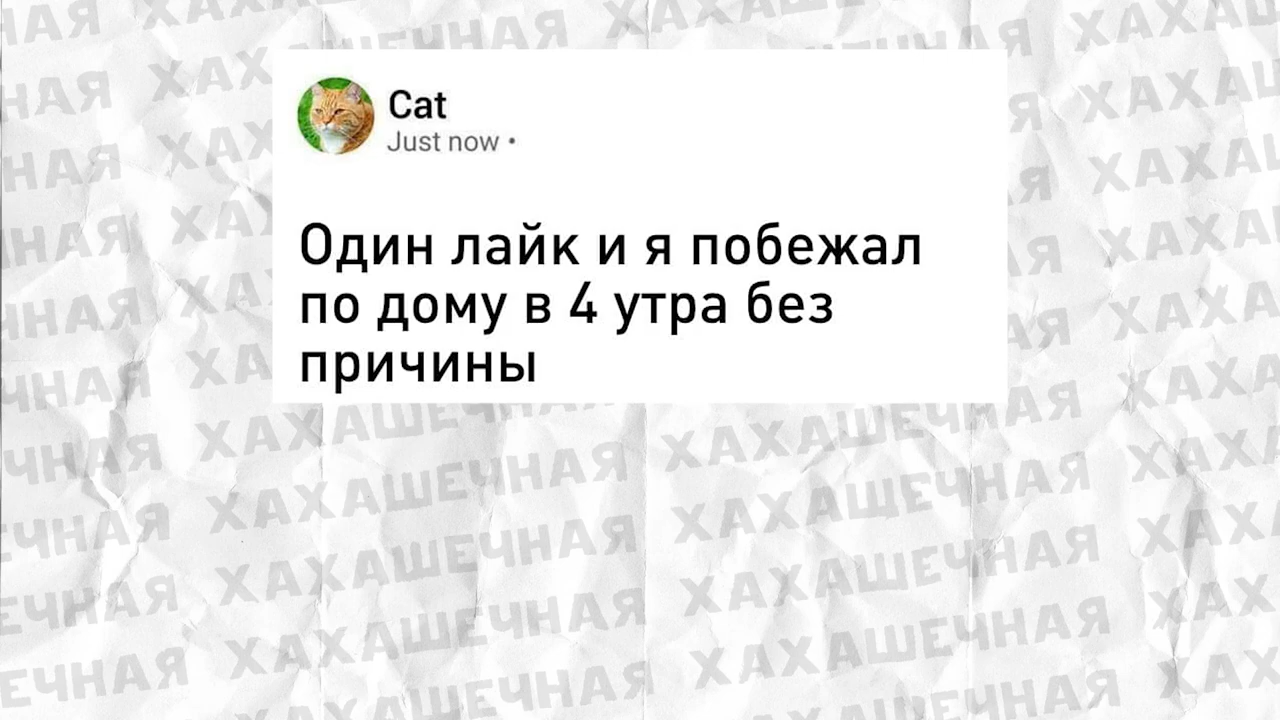 Cat
Just now •
Один лайк и я побежал
по дому в 4 утра без
причины
ХАХАШЕЧНАЯ